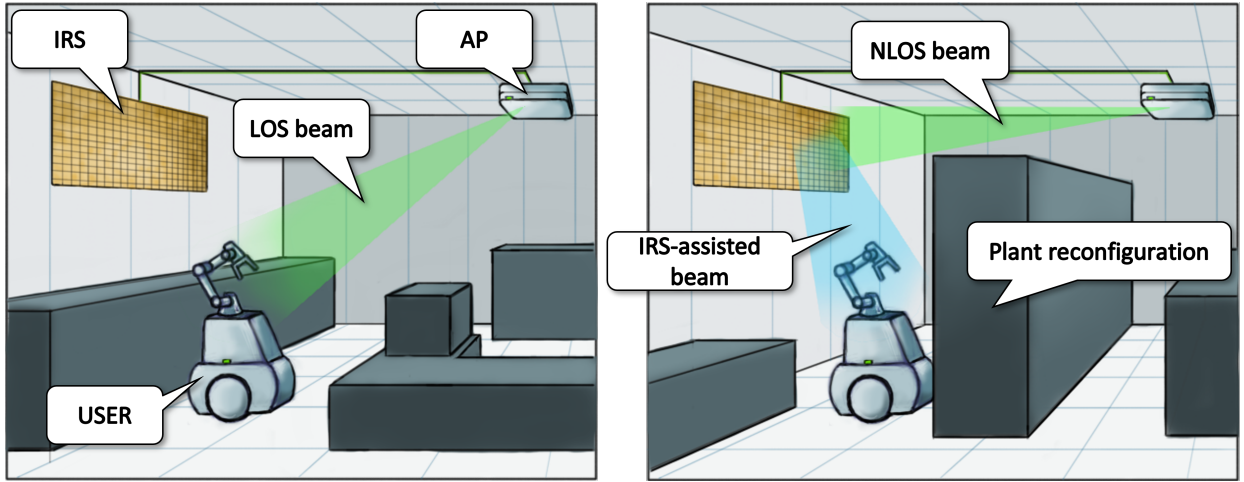 IRS
AP
LOS beam
USER
NLOS beam
IRS-assisted
beam
Plant reconfiguration